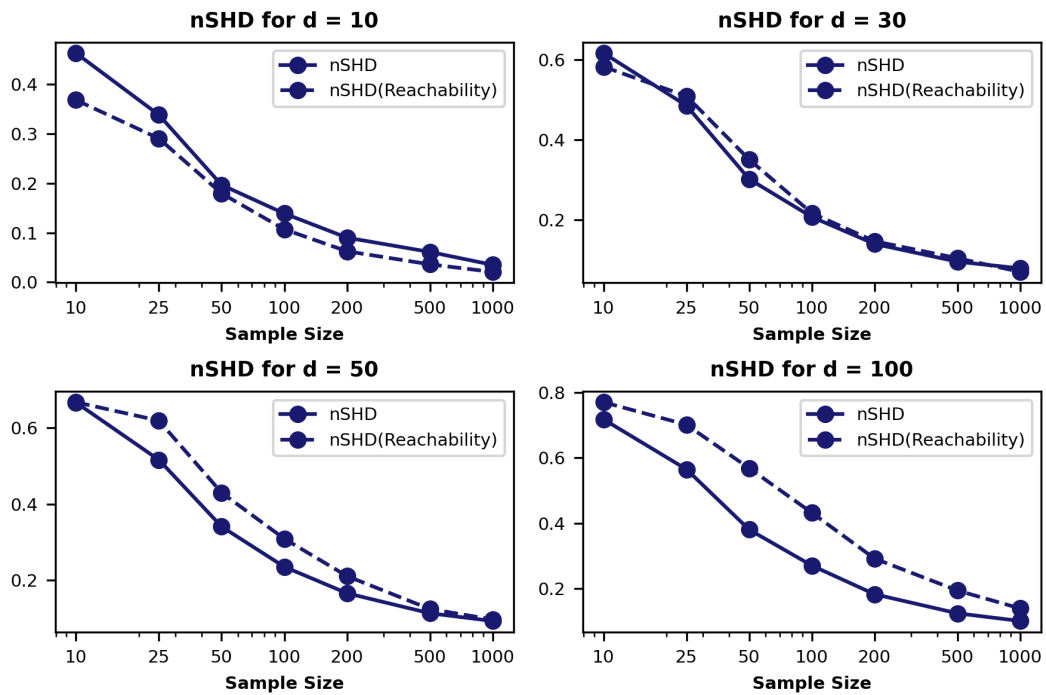 nSHD for d = 10
0.4
0.3
0.2
0.1
0.0
nSHD
nSHD(Reachability)
10 25 50 100 200 500 1000
Sample Size
nSHD for d = 30
0.6
0.4
0.2
nSHD
nSHD(Reachability)
10 25 50 100 200 500 1000
Sample Size
nSHD for d = 50
0.6
0.4
0.2
nSHD
nSHD(Reachability)
10 25 50 100 200 500 1000
Sample Size
nSHD for d = 100
0.8
0.6
0.4
0.2
nSHD
nSHD(Reachability)
10 25 50 100 200 500 1000
Sample Size